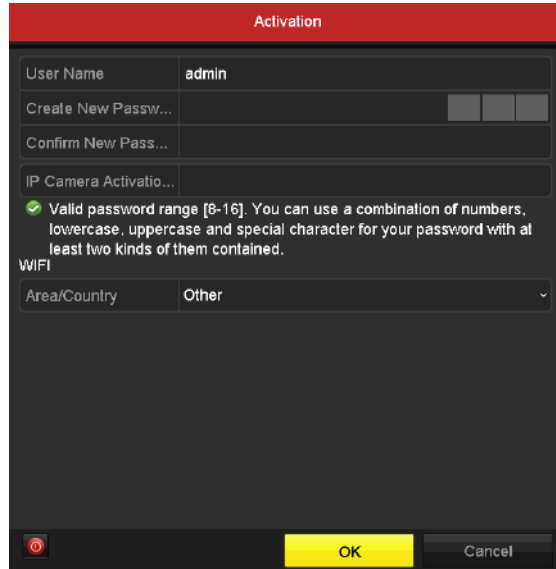 Activation
User Name admin
Create New Passw...
Confirm New Pass...
IP Camera Activatio...
Valid password range [8-16]. You can use a combination of numbers,
lowercase, uppercase and special character for your password with at
least two kinds of them contained.
WIFI
Area/Country Other
OK Cancel